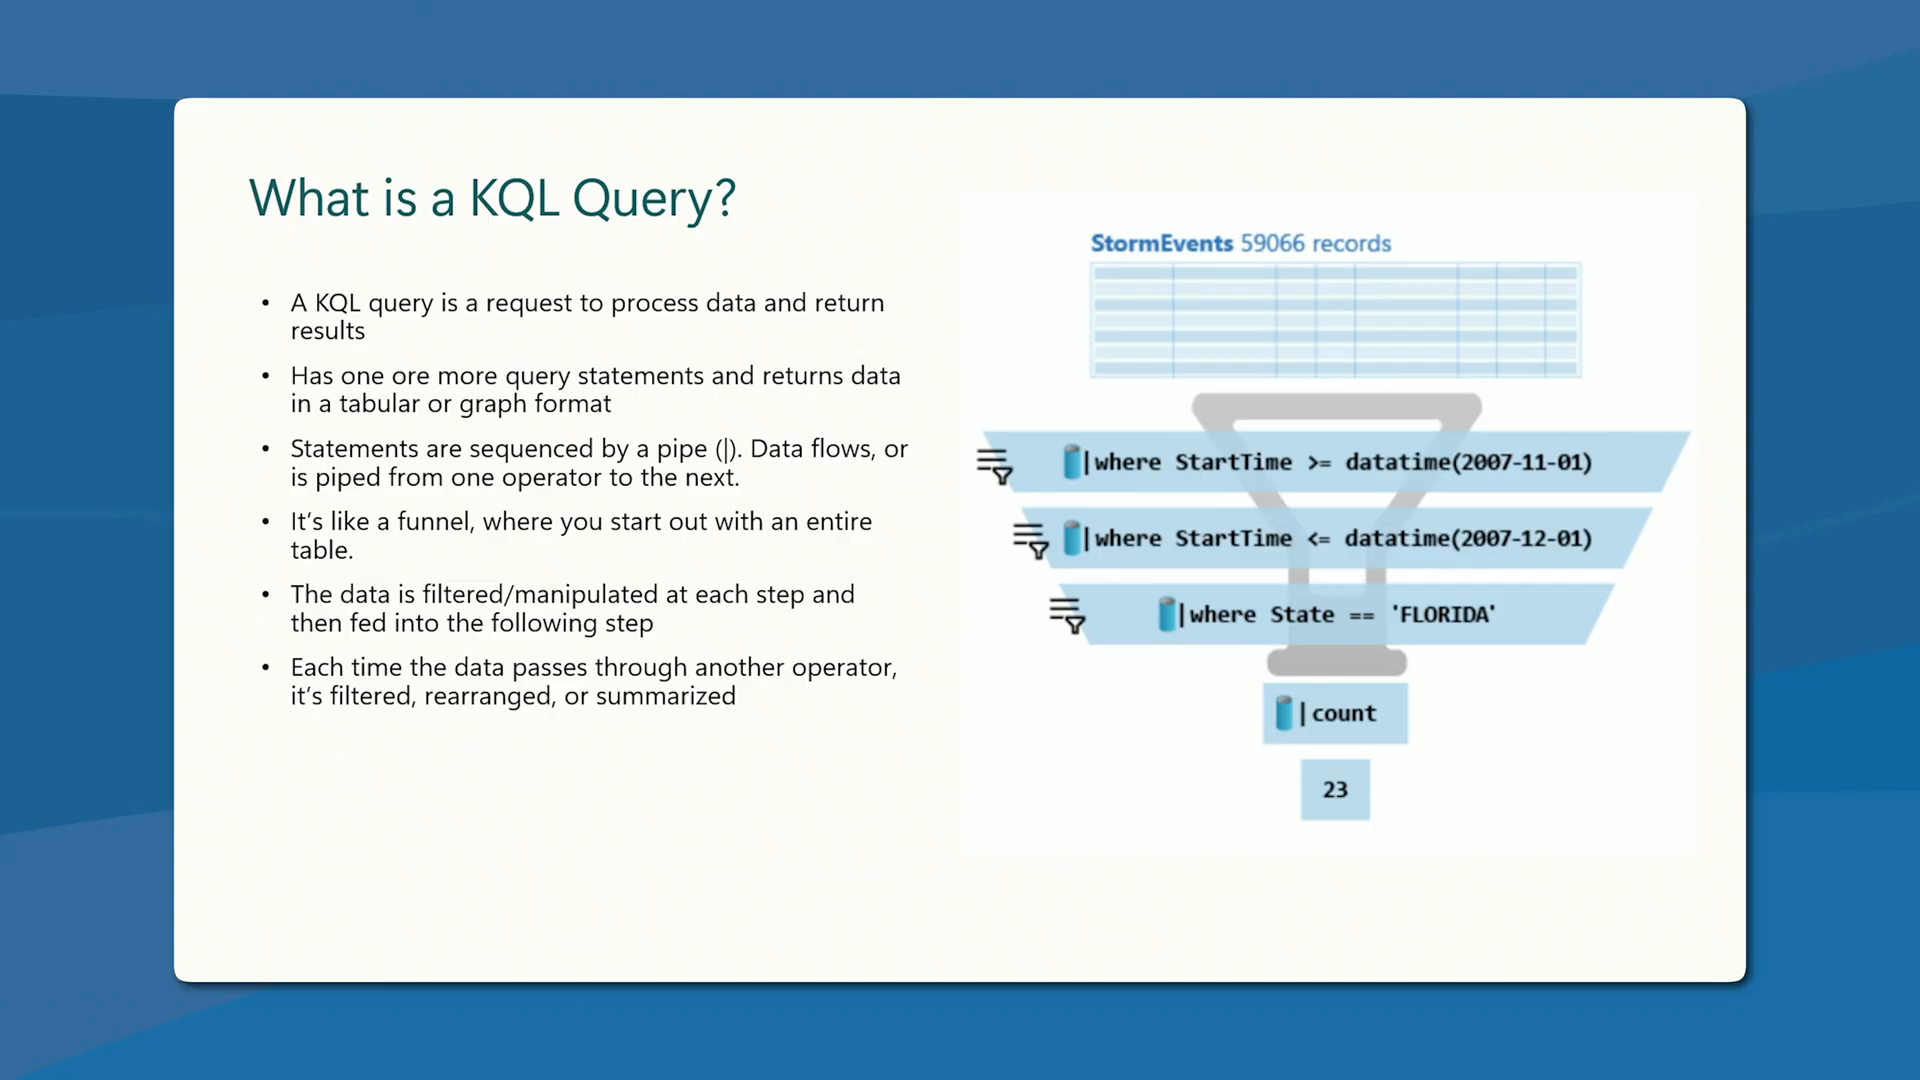 What is a KQL Query?
• A KQL query is a request to process data and return
results
• Has one ore more query statements and returns data
in a tabular or graph format
• Statements are sequenced by a pipe (|). Data flows, or
is piped from one operator to the next.
• It's like a funnel, where you start out with an entire
table.
• The data is filtered/manipulated at each step and
then fed into the following step
• Each time the data passes through another operator,
it's filtered, rearranged, or summarized
StormEvents 59066 records
|where StartTime >= datatime(2007-11-01)
|where StartTime <= datatime(2007-12-01)
|where State == 'FLORIDA'
|count
23